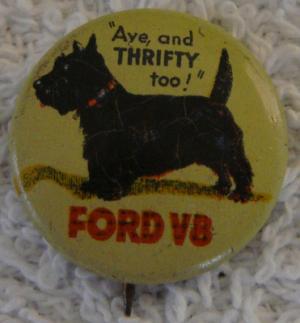 "Aye, and
THRIFTY
too!"
FORD V8